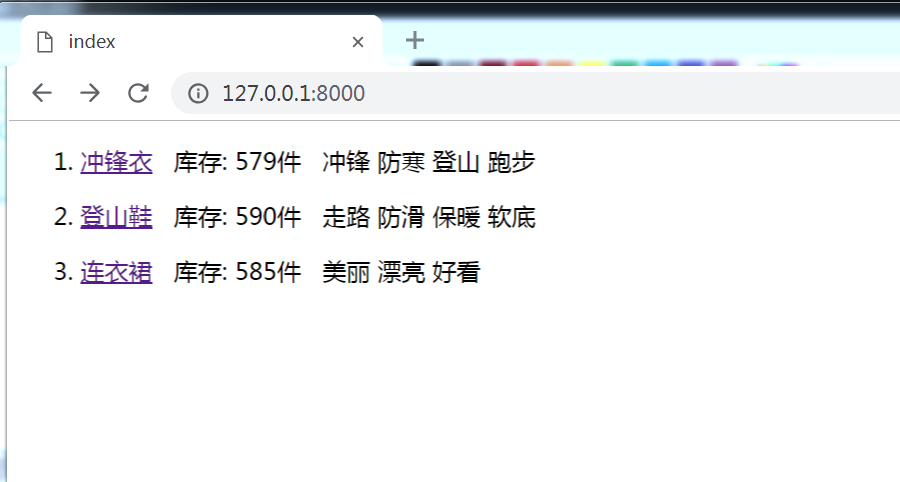 index
127.0.0.1:8000
1. 冲锋衣 库存: 579件 冲锋 防寒 登山 跑步
2. 登山鞋 库存: 590件 走路 防滑 保暖 软底
3. 连衣裙 库存: 585件 美丽 漂亮 好看